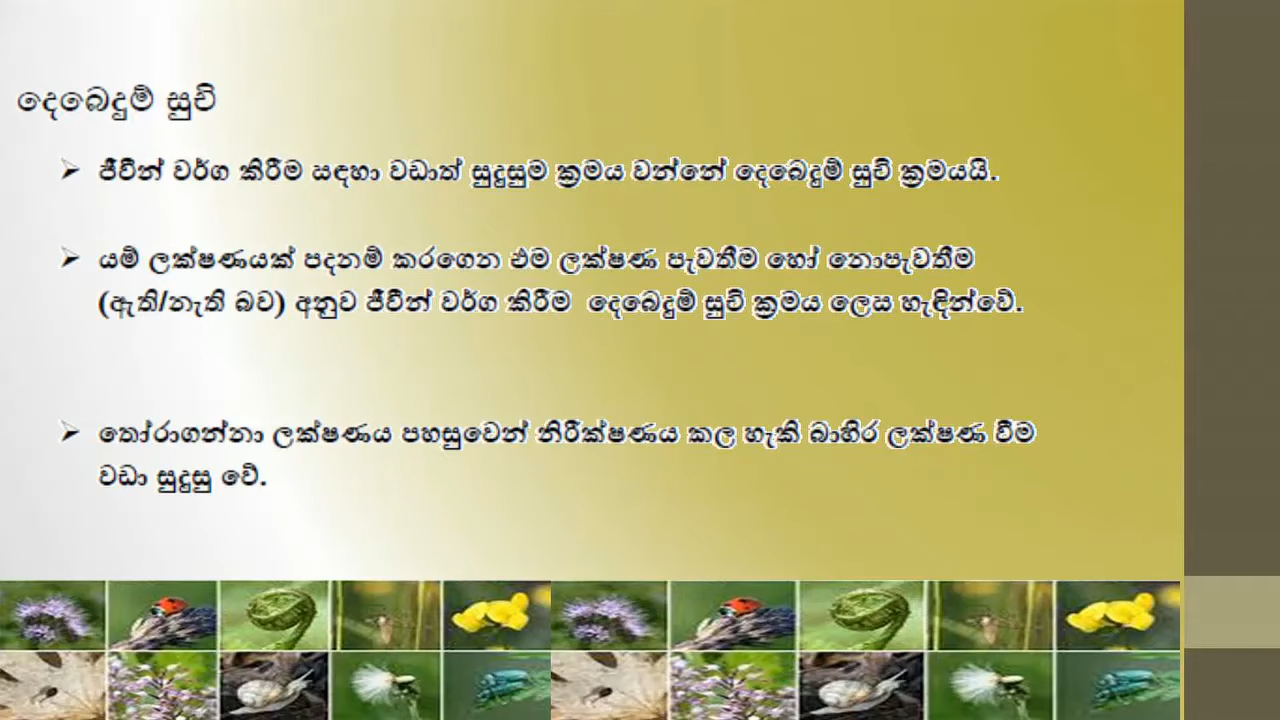 දෙබෙදුම් සුචි
ජීවීන් වර්ග කිරීම සඳහා වඩාත් සුදුසුම ක්‍රමය වන්නේ දෙබෙදුම් සුචි ක්‍රමයයි.
යම් ලක්ෂණයක් පදනම් කරගෙන එම ලක්ෂණ පැවතීම හෝ නොපැවතීම
(ඇති/නැති බව) අනුව ජීවීන් වර්ග කිරීම දෙබෙදුම් සුචි ක්‍රමය ලෙස හැඳින්වේ.
තෝරාගන්නා ලක්ෂණය පහසුවෙන් නිරීක්ෂණය කල හැකි බාහිර ලක්ෂණ වීම
වඩා සුදුසු වේ.